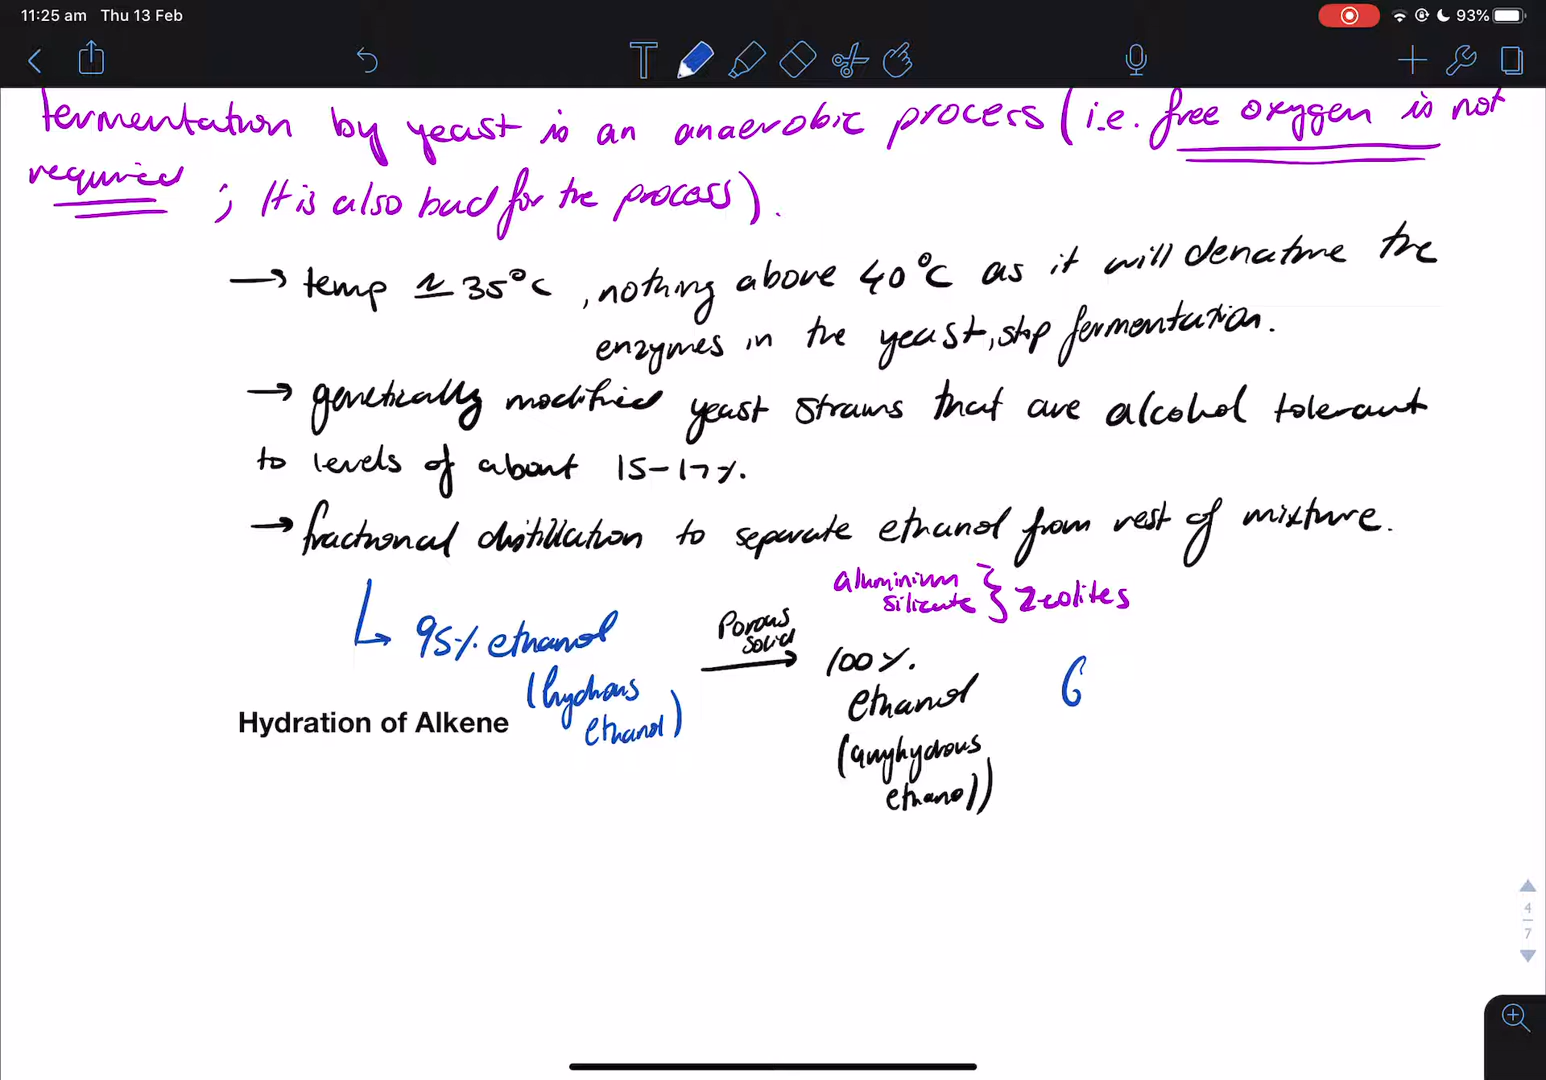 11:25 am Thu 13 Feb
93%
T
fermentation by yeast is an anaerobic process (i.e. free oxygen is not
required ; It is also bad for the process).
→ temp ≃ 35°C , nothing above 40°C as it will denature the
enzymes in the yeast, stop fermentation.
→ genetically modified yeast strains that are alcohol tolerant
to levels of about 15-17%.
→ fractional distillation to separate ethanol from rest of mixture.
aluminium
silicate } zeolites
Porous
solid
95% ethanol
(hydrous
ethanol)
100%.
ethanol
(anyhydrous
ethanol))
6
Hydration of Alkene
4
7